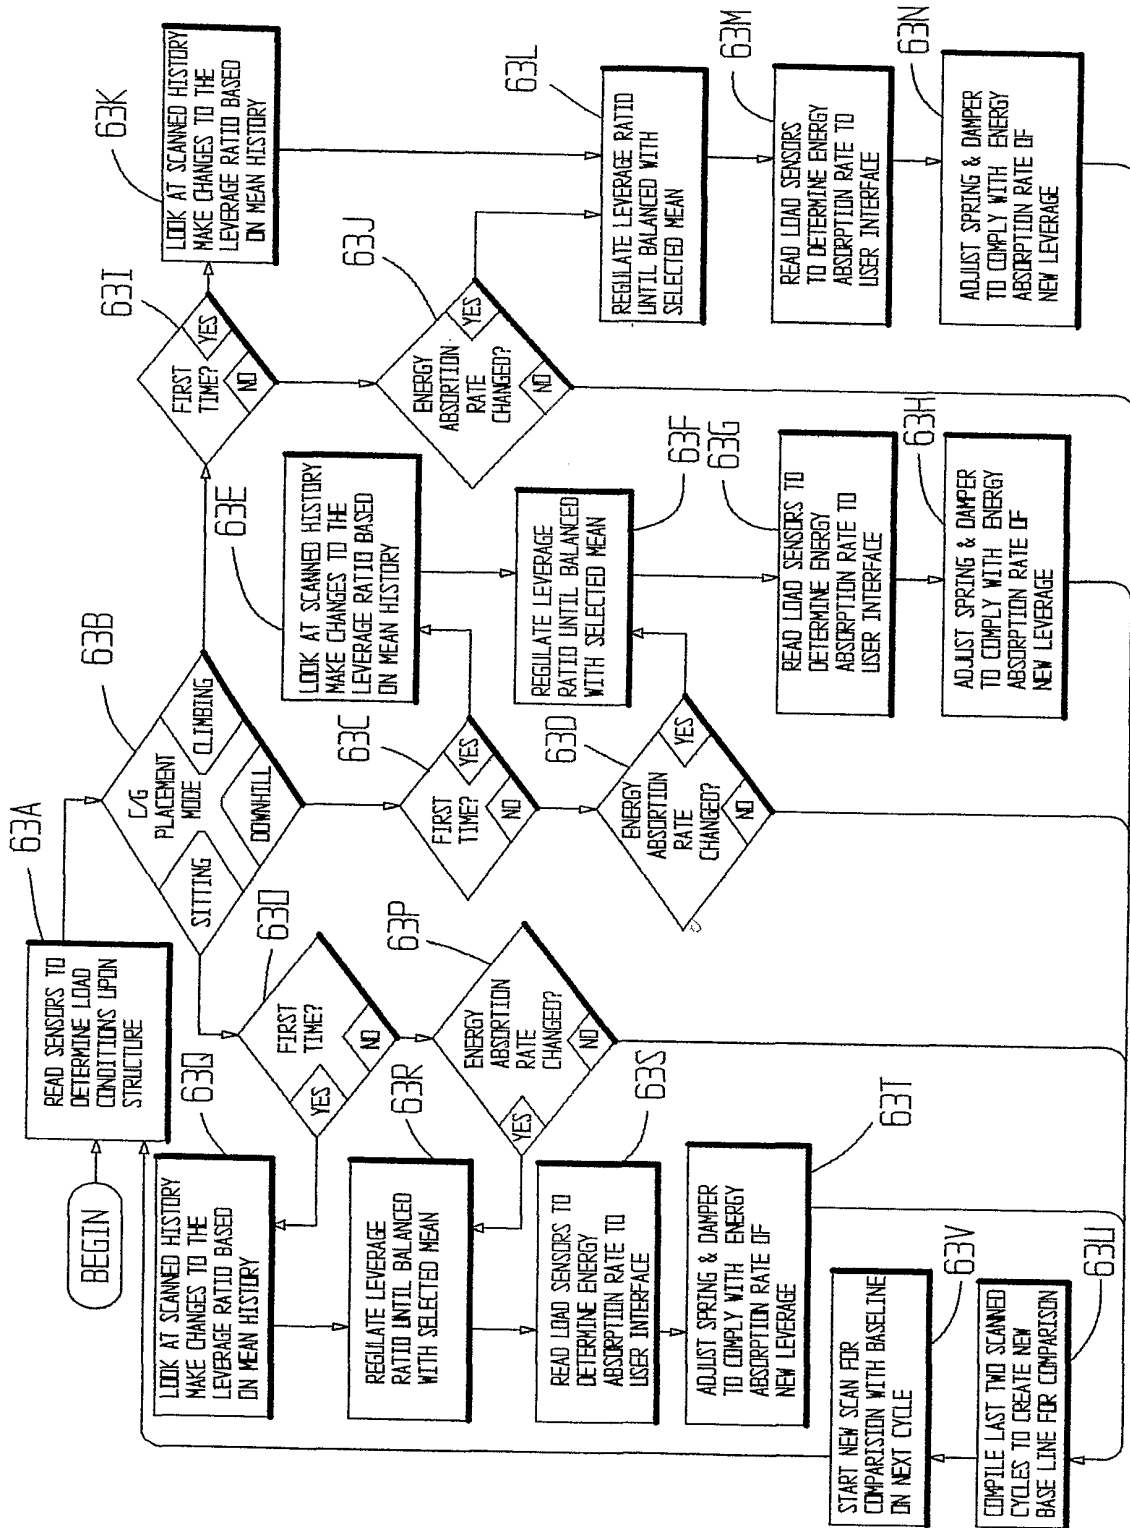 BEGIN
63A
READ SENSORS TO
DETERMINE LOAD
CONDITIONS UPON
STRUCTURE
63B
C/G
PLACEMENT
MODE
SITTING
CLIMBING
DOWNHILL
63I
FIRST
TIME?
YES
NO
63K
LOOK AT SCANNED HISTORY
MAKE CHANGES TO THE
LEVERAGE RATIO BASED
ON MEAN HISTORY
63J
ENERGY
ABSORTION
RATE
CHANGED?
YES
NO
63L
REGULATE LEVERAGE RATIO
UNTIL BALANCED WITH
SELECTED MEAN
63M
READ LOAD SENSORS
TO DETERMINE ENERGY
ABSORPTION RATE TO
USER INTERFACE
63N
ADJUST SPRING & DAMPER
TO COMPLY WITH ENERGY
ABSORPTION RATE OF
NEW LEVERAGE
63C
FIRST
TIME?
YES
NO
63E
LOOK AT SCANNED HISTORY
MAKE CHANGES TO THE
LEVERAGE RATIO BASED
ON MEAN HISTORY
63D
ENERGY
ABSORTION
RATE
CHANGED?
YES
NO
63F
REGULATE LEVERAGE
RATIO UNTIL BALANCED
WITH SELECTED MEAN
63G
READ LOAD SENSORS TO
DETERMINE ENERGY
ABSORPTION RATE TO
USER INTERFACE
63H
ADJUST SPRING & DAMPER
TO COMPLY WITH ENERGY
ABSORPTION RATE OF
NEW LEVERAGE
63O
FIRST
TIME?
YES
NO
63Q
LOOK AT SCANNED HISTORY
MAKE CHANGES TO THE
LEVERAGE RATIO BASED
ON MEAN HISTORY
63P
ENERGY
ABSORTION
RATE
CHANGED?
YES
NO
63R
REGULATE LEVERAGE
RATIO UNTIL BALANCED
WITH SELECTED MEAN
63S
READ LOAD SENSORS TO
DETERMINE ENERGY
ABSORPTION RATE TO
USER INTERFACE
63T
ADJUST SPRING & DAMPER
TO COMPLY WITH ENERGY
ABSORPTION RATE OF
NEW LEVERAGE
63V
START NEW SCAN FOR
COMPARISION WITH BASELINE
ON NEXT CYCLE
63U
COMPILE LAST TWO SCANNED
CYCLES TO CREATE NEW
BASE LINE FOR COMPARISON